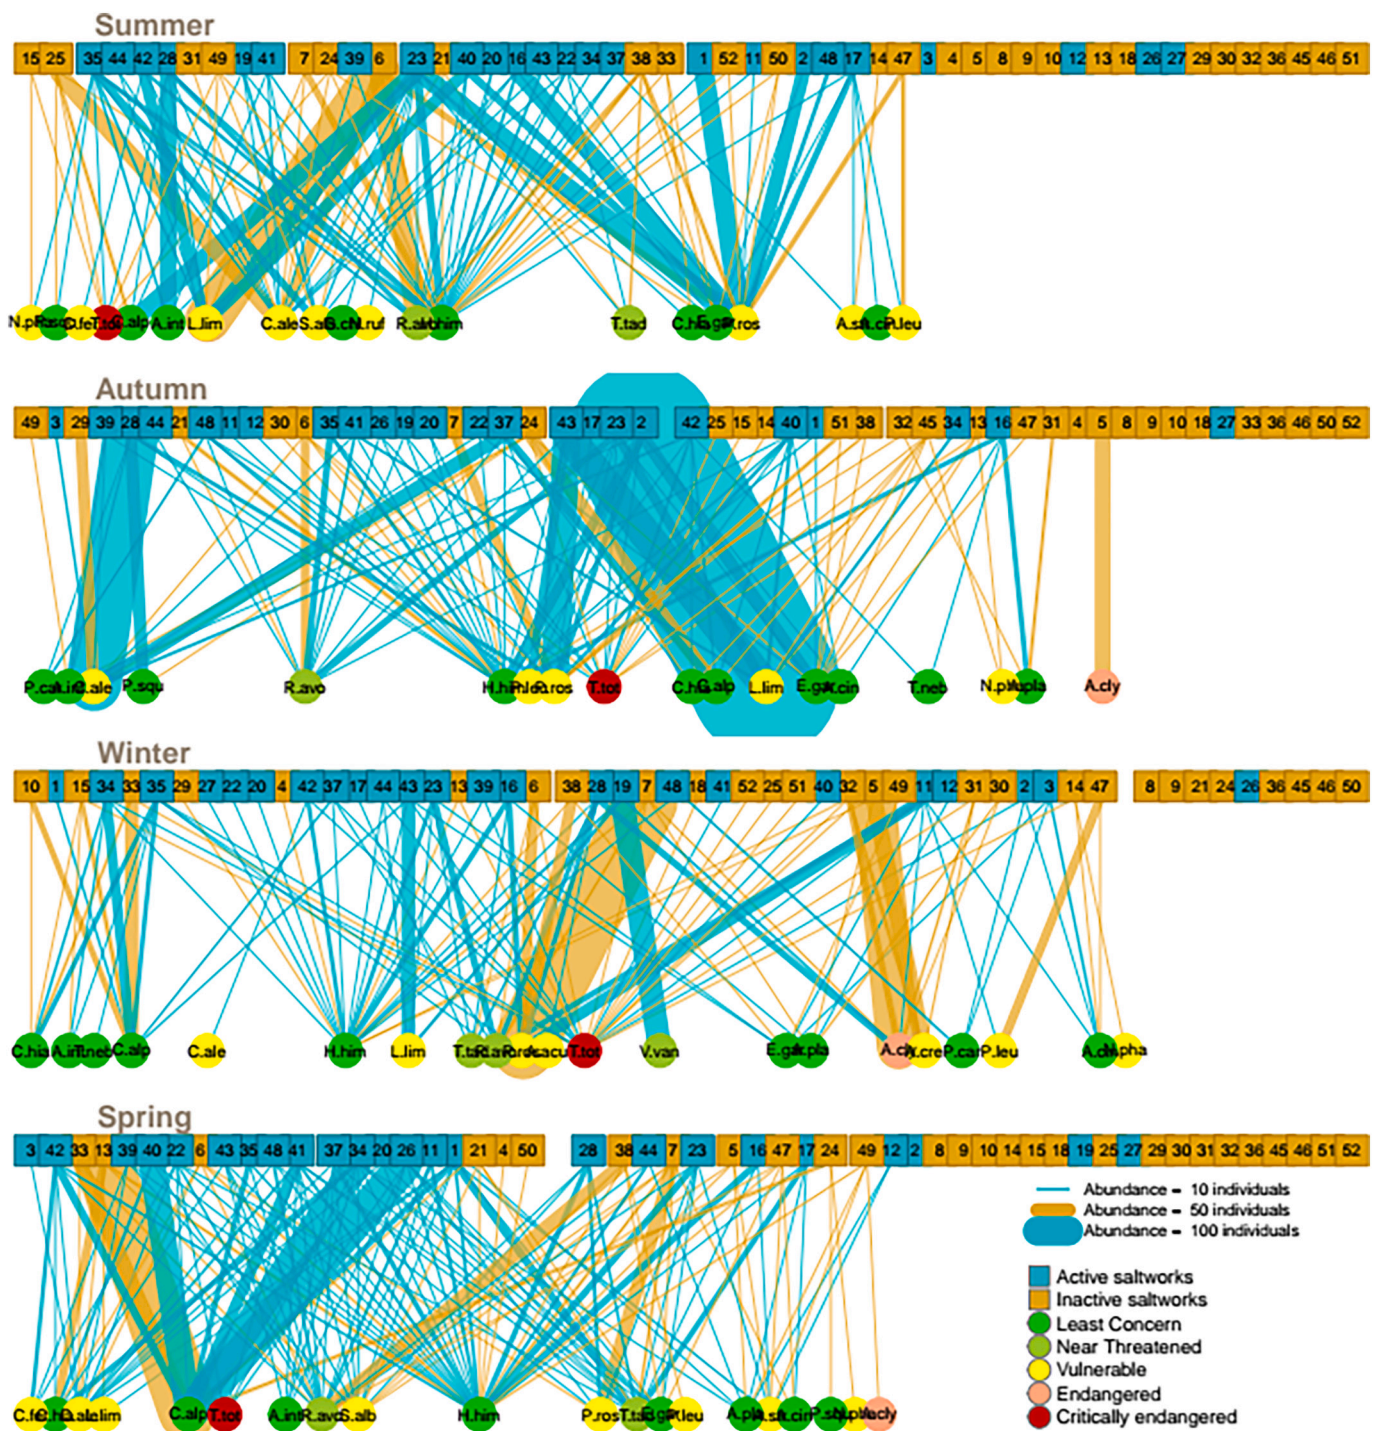 Summer
15 25 35 44 42 28 31 49 19 41 7 24 39 6 23 21 40 20 16 43 22 34 37 38 33 1 52 11 50 2 48 17 14 47 3 4 5 8 9 10 12 13 18 26 27 29 30 32 36 45 46 51
A.int L.lim C.ale T.tad P.leu
Autumn
49 3 29 39 28 44 21 48 11 12 30 6 35 41 26 19 20 7 22 37 24 43 17 23 2 42 25 15 14 40 1 51 38 32 45 34 13 16 47 31 4 5 8 9 10 18 27 33 36 46 50 52
P.squ R.avo T.tot L.lim T.neb A.cly
Winter
10 1 15 34 33 35 29 27 22 20 4 42 37 17 44 43 23 13 39 16 6 38 28 19 7 48 18 41 52 25 51 40 32 5 49 11 12 31 30 2 3 14 47 8 9 21 24 26 36 45 46 50
C.hia T.neb C.alp C.ale H.him L.lim T.tot V.van A.pla P.car P.leu
Spring
3 42 33 13 39 40 22 6 43 35 48 41 37 34 20 26 11 1 21 4 50 28 38 44 7 23 5 16 47 17 24 49 12 2 8 9 10 14 15 18 19 25 27 29 30 31 32 36 45 46 51 52
Abundance = 10 individuals
Abundance = 50 individuals
Abundance = 100 individuals
Active saltworks
Inactive saltworks
Least Concern
Near Threatened
Vulnerable
Endangered
Critically endangered
C.alp T.tot A.int R.avo S.alb H.him P.ros